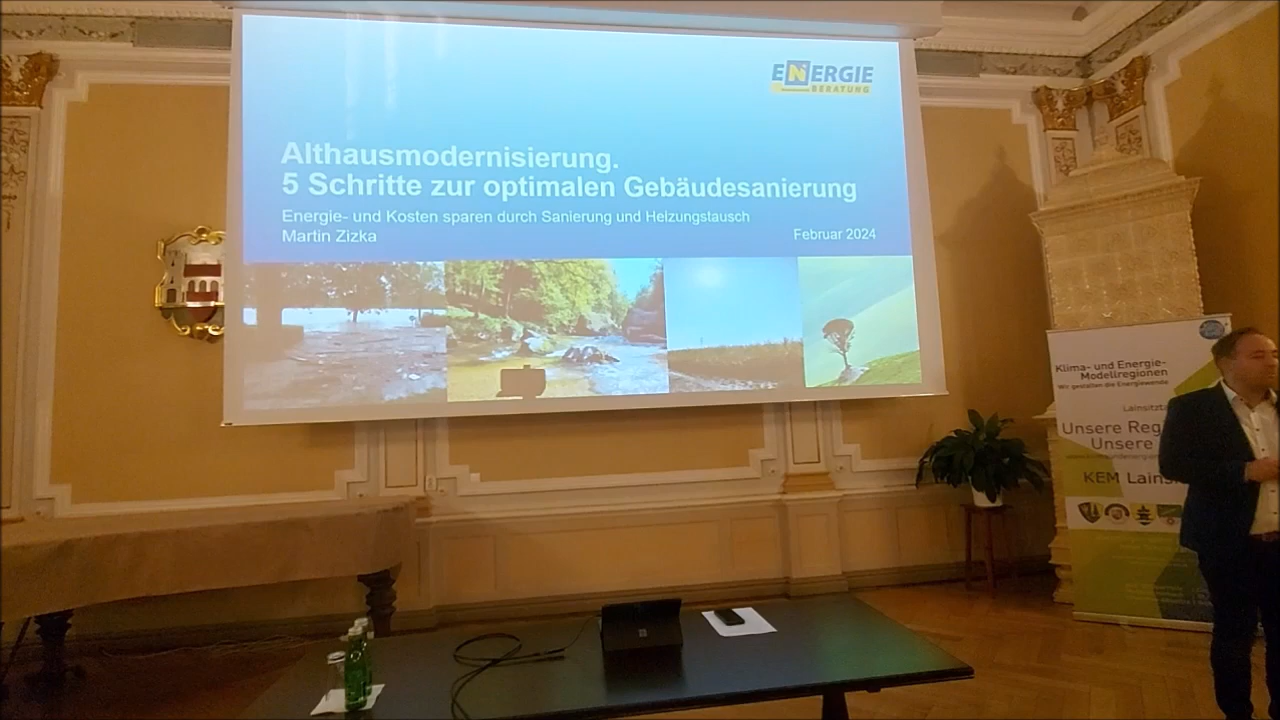 ENERGIE
BERATUNG
Althausmodernisierung.
5 Schritte zur optimalen Gebäudesanierung
Energie- und Kosten sparen durch Sanierung und Heizungstausch
Martin Zizka
Februar 2024
Klima- und Energie-
Modellregionen
Wir gestalten die Energiewende
Lainsitzta
Unsere Reg
Unsere
KEM Lains